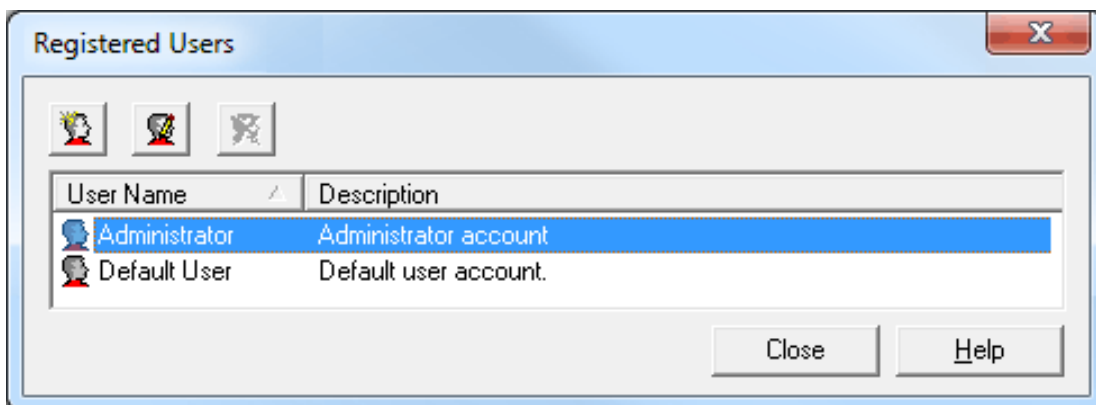 Registered Users
User Name Description
Administrator Administrator account
Default User Default user account.
Close Help